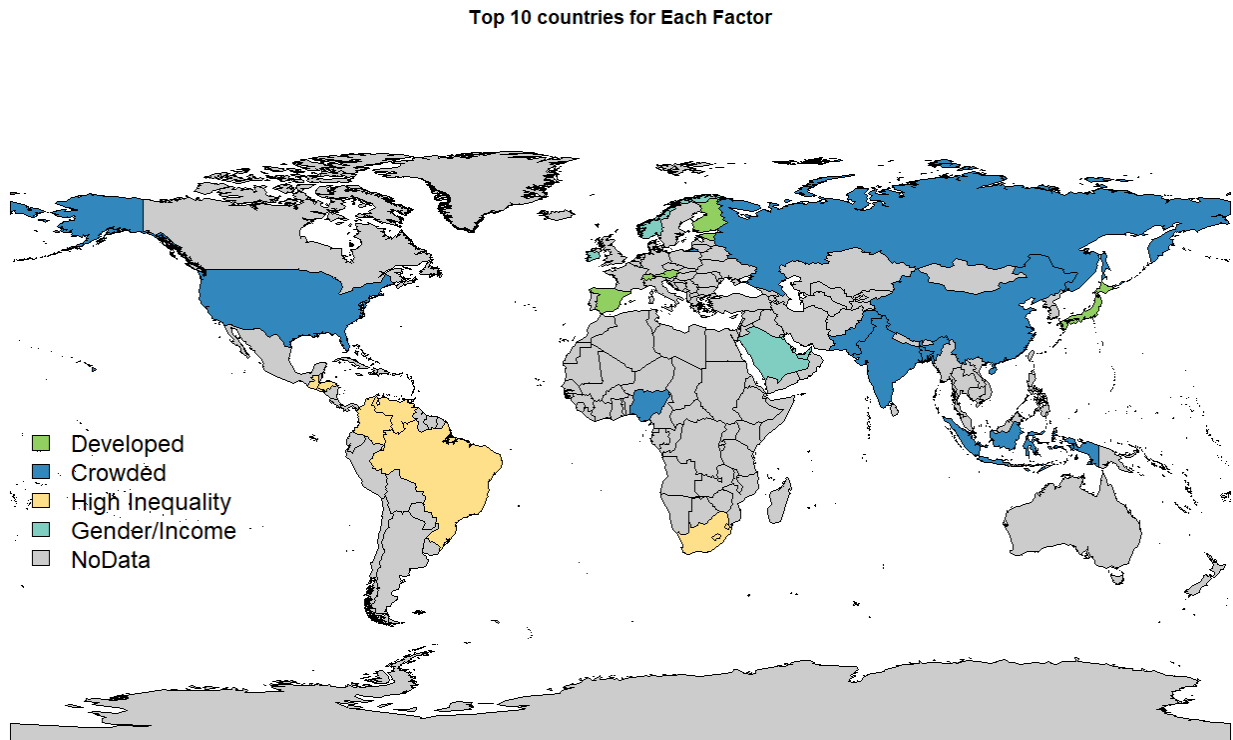 Top 10 countries for Each Factor
Developed
Crowded
High Inequality
Gender/Income
NoData